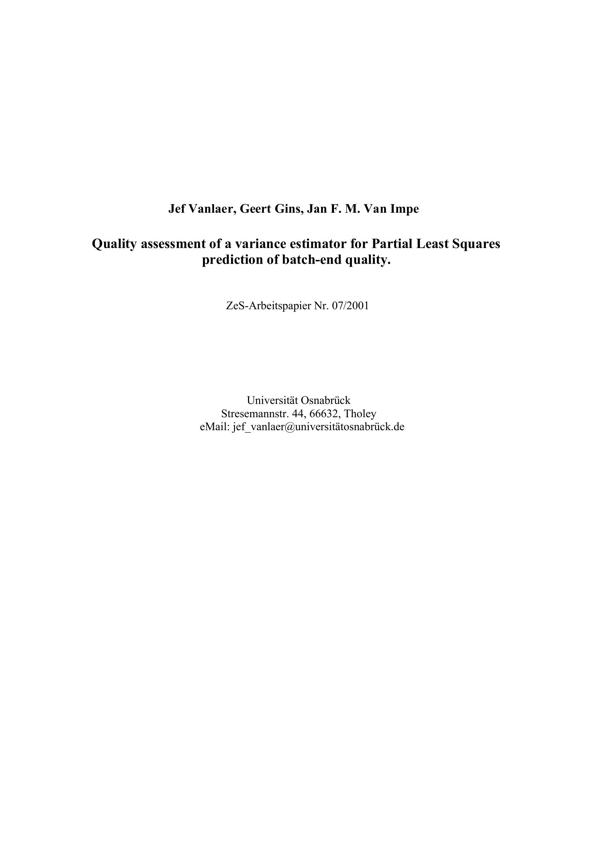 Jef Vanlaer, Geert Gins, Jan F. M. Van Impe
Quality assessment of a variance estimator for Partial Least Squares
prediction of batch-end quality.
ZeS-Arbeitspapier Nr. 07/2001
Universität Osnabrück
Stresemannstr. 44, 66632, Tholey
eMail: jef_vanlaer@universitätosnabrück.de